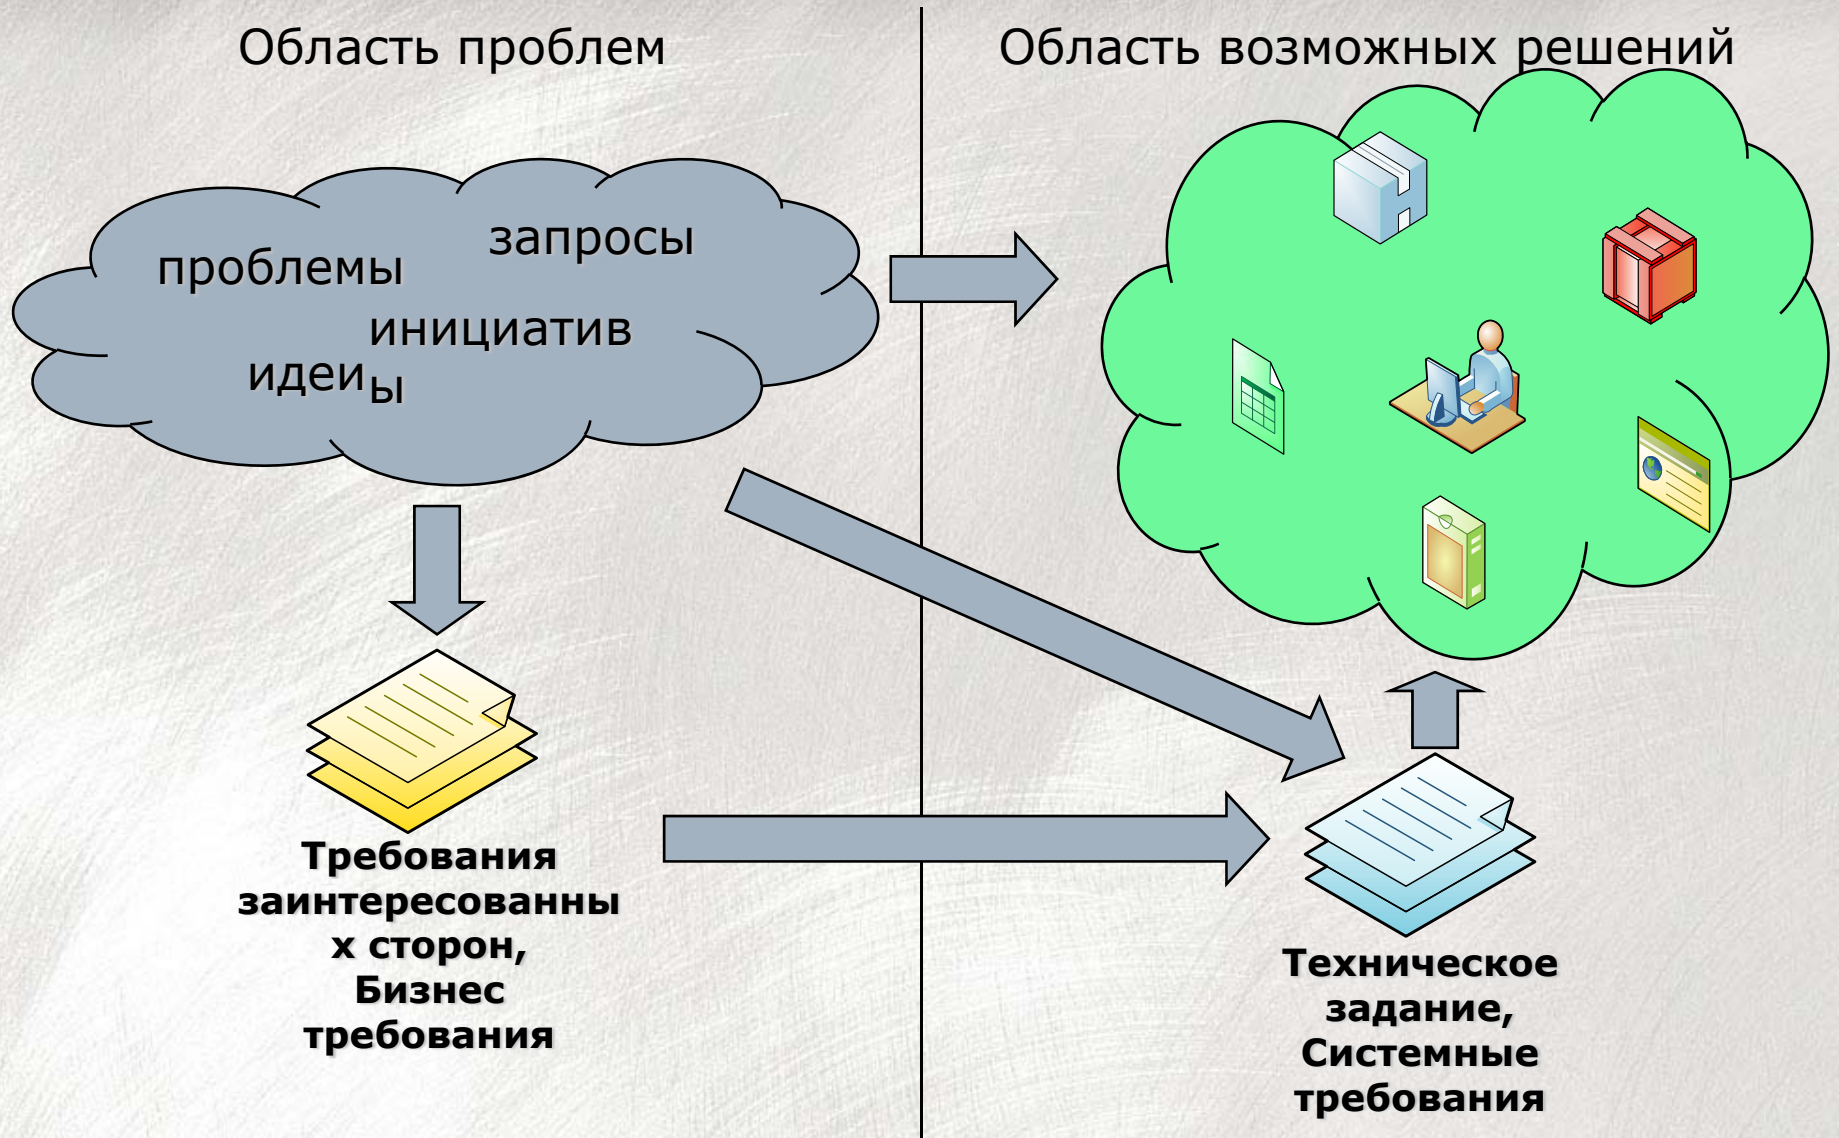 Область проблем
Область возможных решений
запросы
проблемы
инициатив
ы
идеи
Требования
заинтересованны
х сторон,
Бизнес
требования
Техническое
задание,
Системные
требования